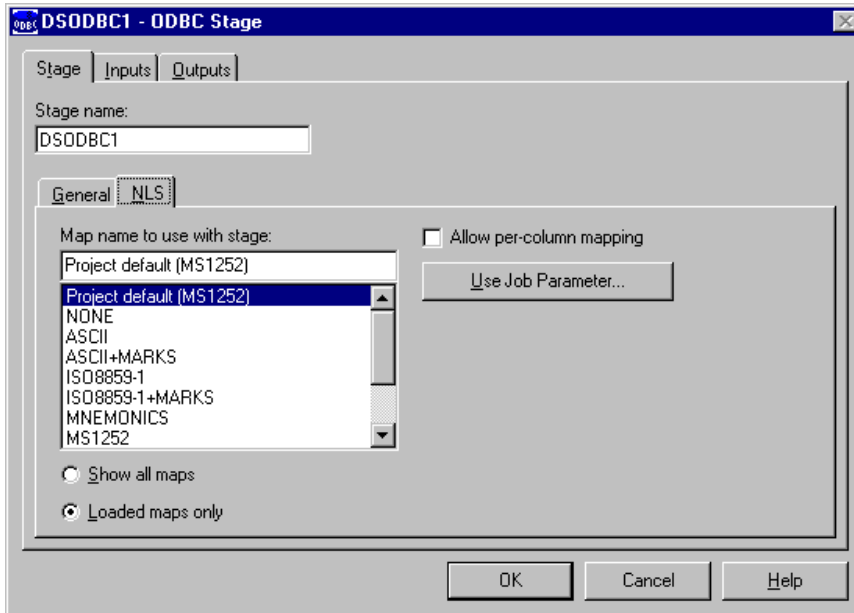 ODBC DSODBC1 - ODBC Stage
Stage Inputs Outputs
Stage name:
DSODBC1
General NLS
Map name to use with stage:
Allow per-column mapping
Project default (MS1252)
Use Job Parameter...
Project default (MS1252)
NONE
ASCII
ASCII+MARKS
ISO8859-1
ISO8859-1+MARKS
MNEMONICS
MS1252
Show all maps
Loaded maps only
OK Cancel Help